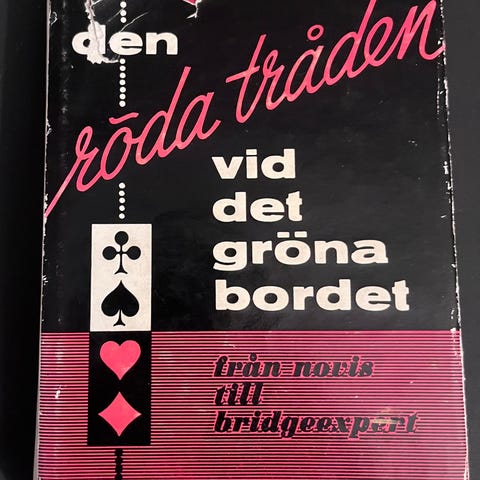 den
röda tråden
vid
det
gröna
bordet
från novis
till
bridgeexpert